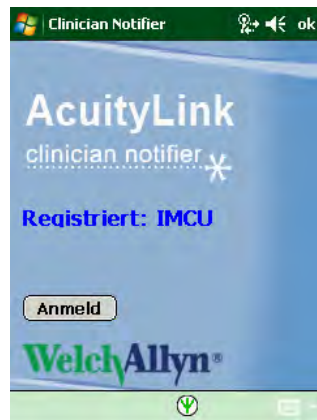 Clinician Notifier ok
AcuityLink
clinician notifier
Registriert: IMCU
Anmeld
WelchAllyn®